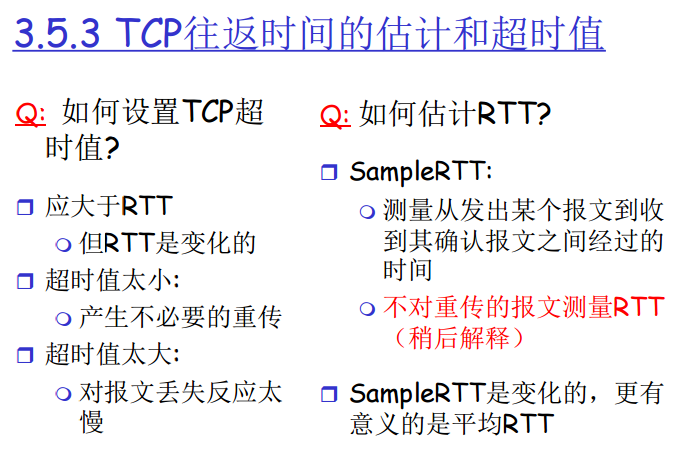 3.5.3 TCP往返时间的估计和超时值
Q: 如何设置TCP超
时值?
应大于RTT
但RTT是变化的
超时值太小:
产生不必要的重传
超时值太大:
对报文丢失反应太
慢
Q: 如何估计RTT?
SampleRTT:
测量从发出某个报文到收
到其确认报文之间经过的
时间
不对重传的报文测量RTT
（稍后解释）
SampleRTT是变化的，更有
意义的是平均RTT